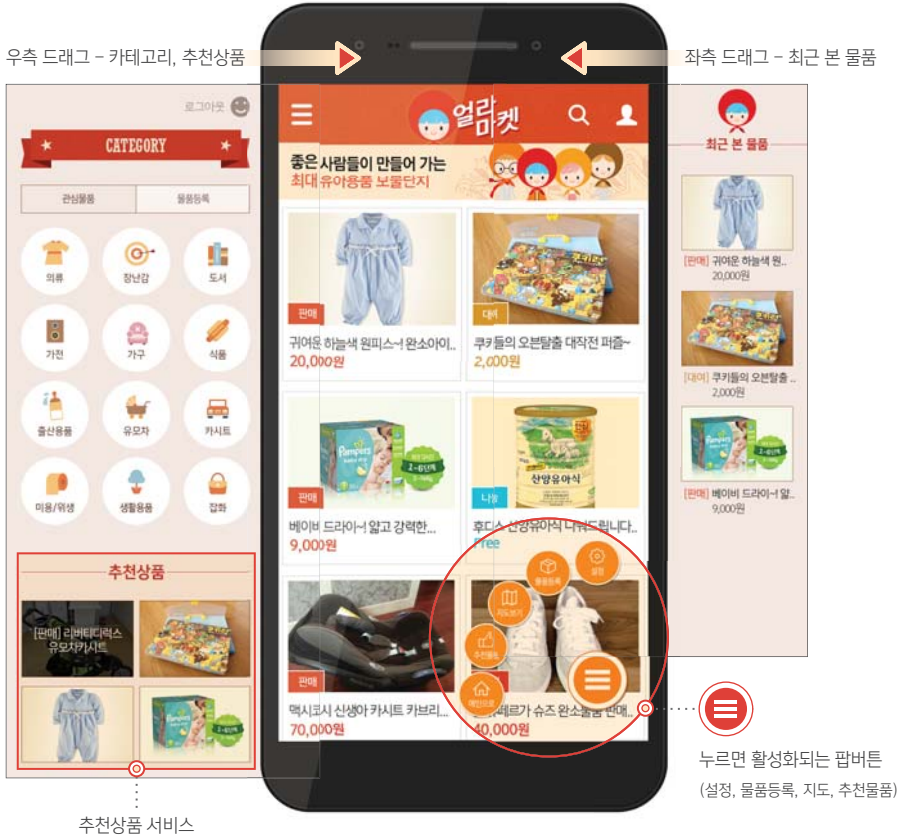 우측 드래그 – 카테고리, 추천상품
좌측 드래그 – 최근 본 물품
로그아웃
CATEGORY
관심물품
물품등록
의류
장난감
도서
가전
가구
식품
출산용품
유모차
카시트
미용/위생
생활용품
잡화
추천상품
[판매] 리버티디럭스
유모차카시트
추천상품 서비스
얼라
마켓
좋은 사람들이 만들어 가는
최대 유아용품 보물단지
판매
귀여운 하늘색 원피스~! 완소아이..
20,000원
대여
쿠키들의 오븐탈출 대작전 퍼즐~
2,000원
Pampers
판매
베이비 드라이~! 얇고 강력한...
9,000원
산양유아식
나눔
후디스 산양유아식 나눠드립니다..
Free
판매
맥시코시 신생아 카시트 카브리...
70,000원
슈즈 완소물품 판매..
40,000원
설정
물품등록
지도보기
추천물품
메인으로
최근 본 물품
[판매] 귀여운 하늘색 원..
20,000원
[대여] 쿠키들의 오븐탈출 ..
2,000원
Pampers
[판매] 베이비 드라이~! 얇..
9,000원
누르면 활성화되는 팝버튼
(설정, 물품등록, 지도, 추천물품)